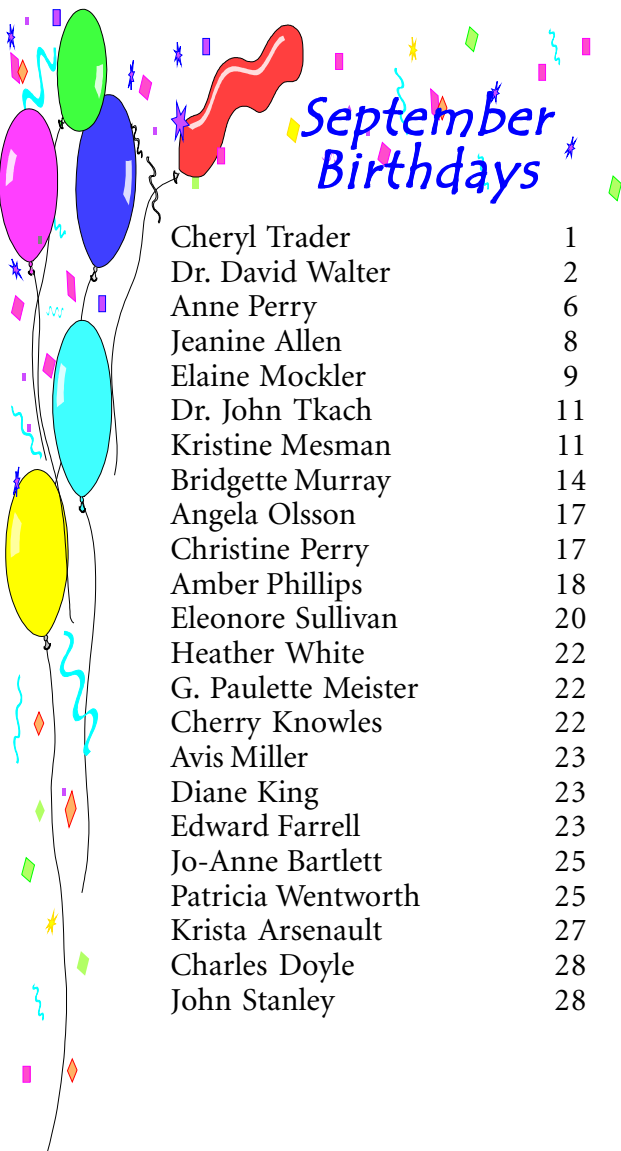 September
Birthdays
Cheryl Trader 1
Dr. David Walter 2
Anne Perry 6
Jeanine Allen 8
Elaine Mockler 9
Dr. John Tkach 11
Kristine Mesman 11
Bridgette Murray 14
Angela Olsson 17
Christine Perry 17
Amber Phillips 18
Eleonore Sullivan 20
Heather White 22
G. Paulette Meister 22
Cherry Knowles 22
Avis Miller 23
Diane King 23
Edward Farrell 23
Jo-Anne Bartlett 25
Patricia Wentworth 25
Krista Arsenault 27
Charles Doyle 28
John Stanley 28